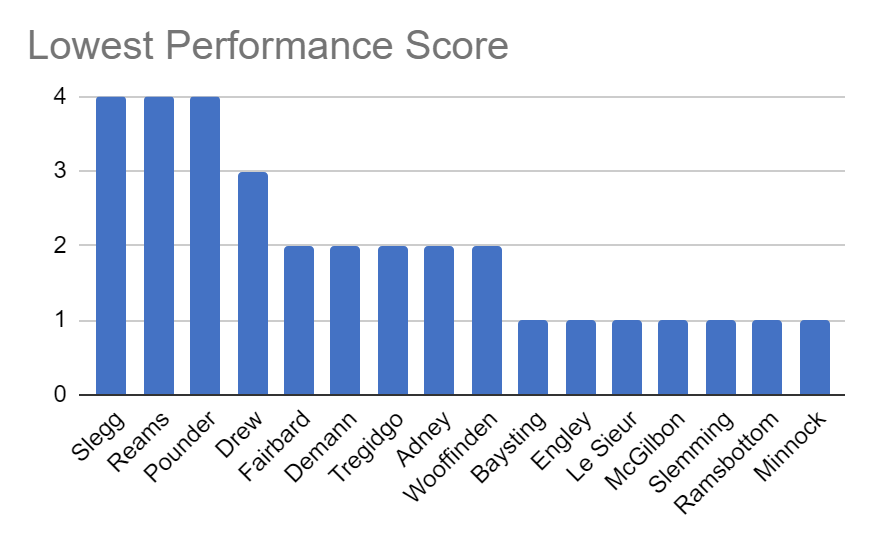 Lowest Performance Score
4
3
2
1
0
Slegg
Reams
Pounder
Drew
Fairbard
Demann
Tregidgo
Adney
Wooffinden
Baysting
Engley
Le Sieur
McGilbon
Slemming
Ramsbottom
Minnock